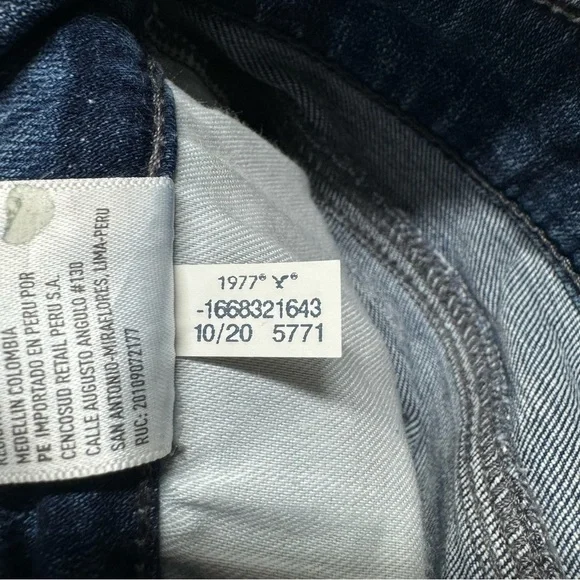 MEDELLIN COLOMBIA
PE IMPORTADO EN PERU POR
CENCOSUD RETAIL PERU S.A.
CALLE AUGUSTO ANGULO #130
SAN ANTONIO-MIRAFLORES, LIMA-PERU
RUC: 20109072177
1977®
-1668321643
10/20 5771